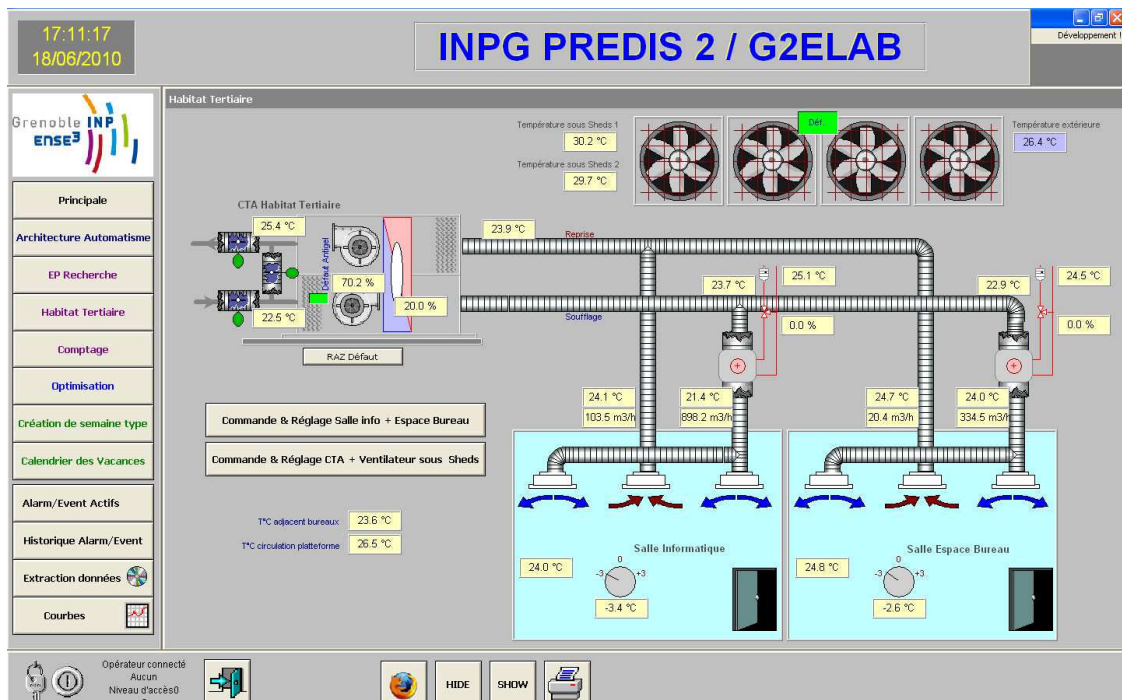 17:11:17
18/06/2010
INPG PREDIS 2 / G2ELAB
Développement !
Grenoble INP
ENSE³
Principale
Architecture Automatisme
EP Recherche
Habitat Tertiaire
Comptage
Optimisation
Création de semaine type
Calendrier des Vacances
Alarm/Event Actifs
Historique Alarm/Event
Extraction données
Courbes
Habitat Tertiaire
Température sous Sheds 1
30.2 °C
Température sous Sheds 2
29.7 °C
Déf.
Température extérieure
26.4 °C
CTA Habitat Tertiaire
25.4 °C
22.5 °C
Défaut Antigel
70.2 %
20.0 %
RAZ Défaut
23.9 °C
Reprise
Soufflage
23.7 °C
25.1 °C
0.0 %
22.9 °C
24.5 °C
0.0 %
24.1 °C
21.4 °C
103.5 m3/h
898.2 m3/h
24.7 °C
24.0 °C
20.4 m3/h
334.5 m3/h
Commande & Réglage Salle info + Espace Bureau
Commande & Réglage CTA + Ventilateur sous Sheds
T°C adjacent bureaux
23.6 °C
T°C circulation platteforme
26.5 °C
Salle Informatique
24.0 °C
0
-3
+3
-3.4 °C
Salle Espace Bureau
24.8 °C
0
-3
+3
-2.6 °C
Opérateur connecté
Aucun
Niveau d'accès0
HIDE
SHOW